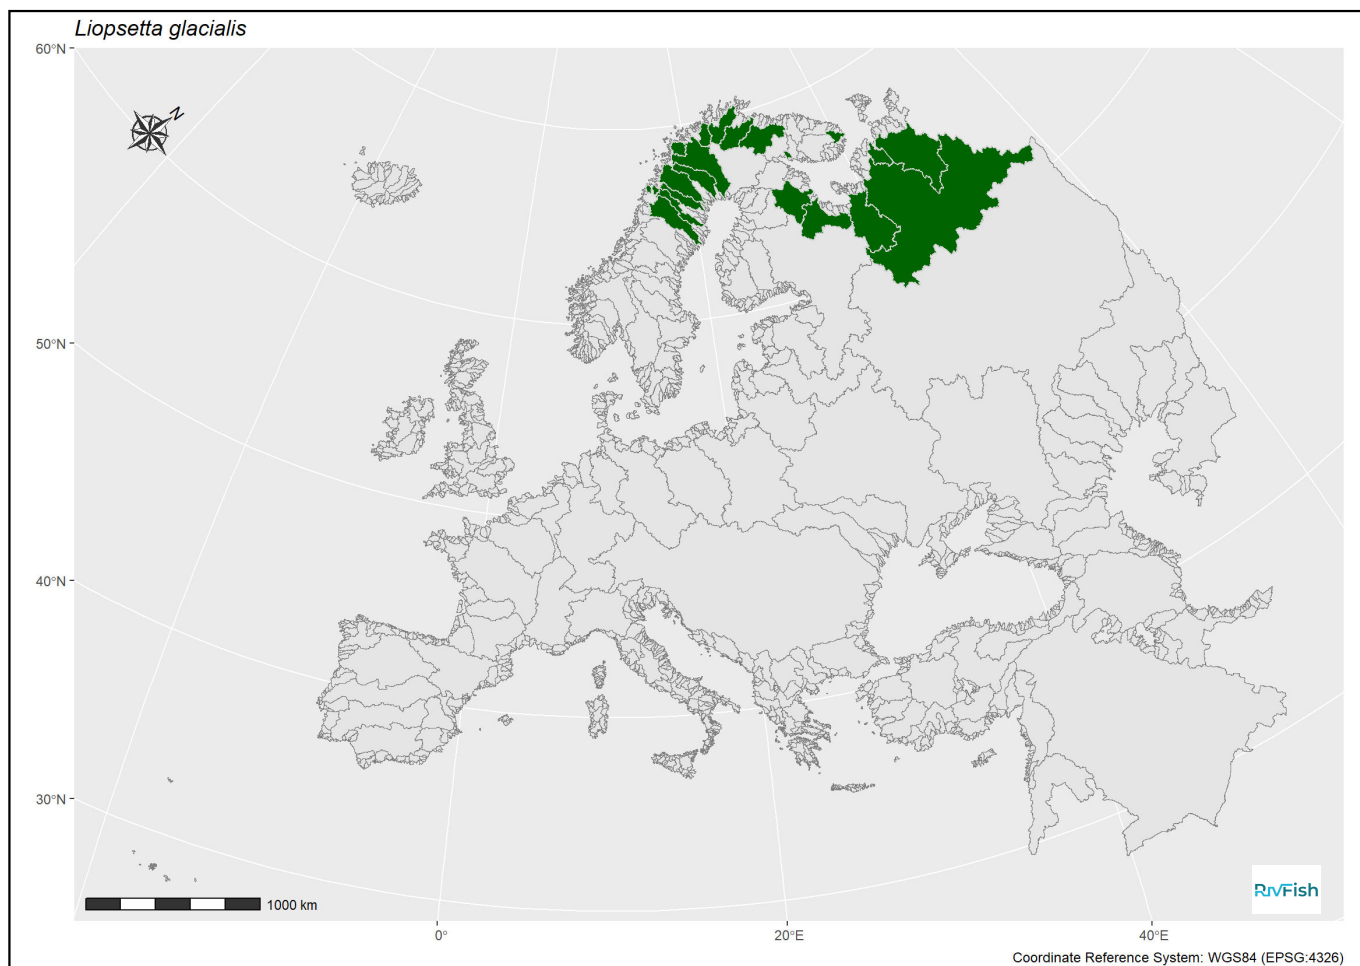 Liopsetta glacialis
60°N
N
50°N
40°N
30°N
1000 km
RIVFISH
0°
20°E
40°E
Coordinate Reference System: WGS84 (EPSG:4326)